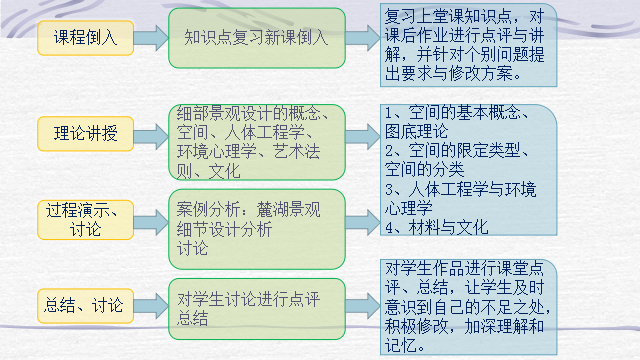 课程倒入
知识点复习新课倒入
复习上堂课知识点，对
课后作业进行点评与讲
解，并针对个别问题提
出要求与修改方案。
理论讲授
细部景观设计的概念、
空间、人体工程学、
环境心理学、艺术法
则、文化
1、空间的基本概念、
图底理论
2、空间的限定类型、
空间的分类
3、人体工程学与环境
心理学
4、材料与文化
过程演示、
讨论
案例分析：麓湖景观
细节设计分析
讨论
总结、讨论
对学生讨论进行点评
总结
对学生作品进行课堂点
评、总结，让学生及时
意识到自己的不足之处，
积极修改，加深理解和
记忆。